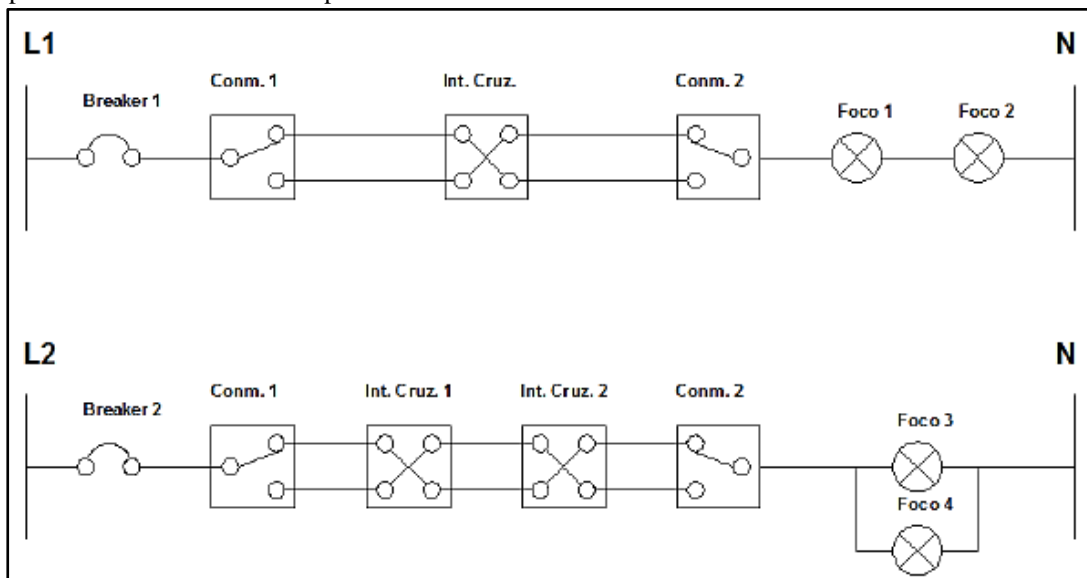 L1
N
Breaker 1
Conm. 1
Int. Cruz.
Conm. 2
Foco 1
Foco 2
L2
N
Breaker 2
Conm. 1
Int. Cruz. 1
Int. Cruz. 2
Conm. 2
Foco 3
Foco 4